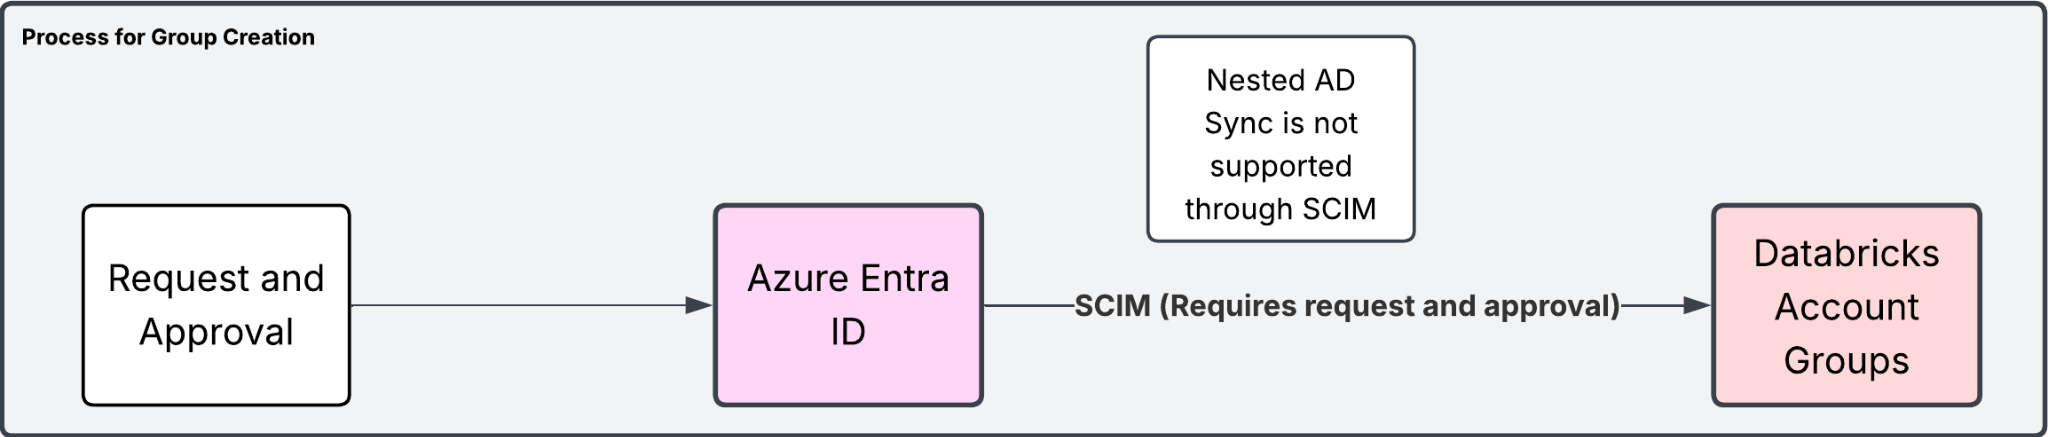 Process for Group Creation
Nested AD
Sync is not
supported
through SCIM
Request and
Approval
Azure Entra
ID
SCIM (Requires request and approval)
Databricks
Account
Groups